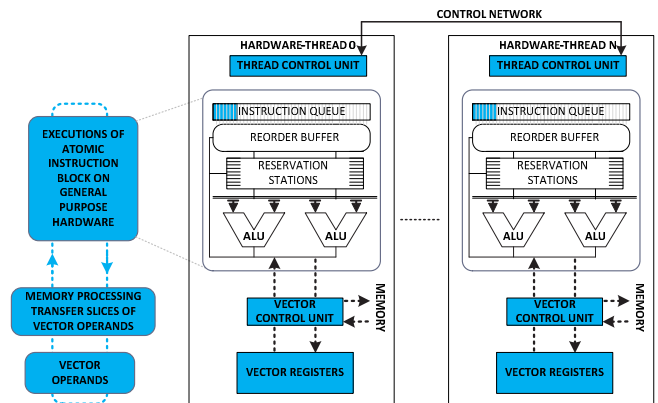 CONTROL NETWORK
HARDWARE-THREAD 0
THREAD CONTROL UNIT
INSTRUCTION QUEUE
REORDER BUFFER
RESERVATION
STATIONS
ALU
ALU
VECTOR
CONTROL UNIT
MEMORY
VECTOR REGISTERS
HARDWARE-THREAD N
THREAD CONTROL UNIT
INSTRUCTION QUEUE
REORDER BUFFER
RESERVATION
STATIONS
ALU
ALU
VECTOR
CONTROL UNIT
MEMORY
VECTOR REGISTERS
EXECUTIONS OF
ATOMIC
INSTRUCTION
BLOCK ON
GENERAL
PURPOSE
HARDWARE
MEMORY PROCESSING
TRANSFER SLICES OF
VECTOR OPERANDS
VECTOR
OPERANDS